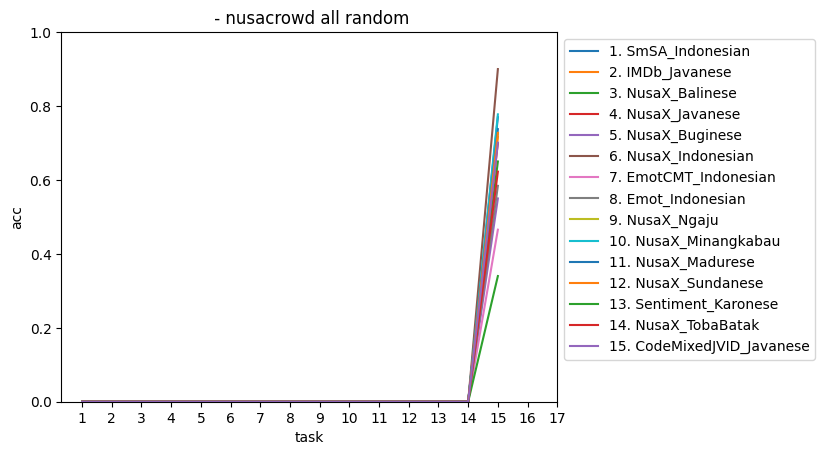 - nusacrowd all random
1.0
0.8
0.6
0.4
0.2
0.0
acc
1 2 3 4 5 6 7 8 9 10 11 12 13 14 15 16 17
task
1. SmSA_Indonesian
2. IMDb_Javanese
3. NusaX_Balinese
4. NusaX_Javanese
5. NusaX_Buginese
6. NusaX_Indonesian
7. EmotCMT_Indonesian
8. Emot_Indonesian
9. NusaX_Ngaju
10. NusaX_Minangkabau
11. NusaX_Madurese
12. NusaX_Sundanese
13. Sentiment_Karonese
14. NusaX_TobaBatak
15. CodeMixedJVID_Javanese